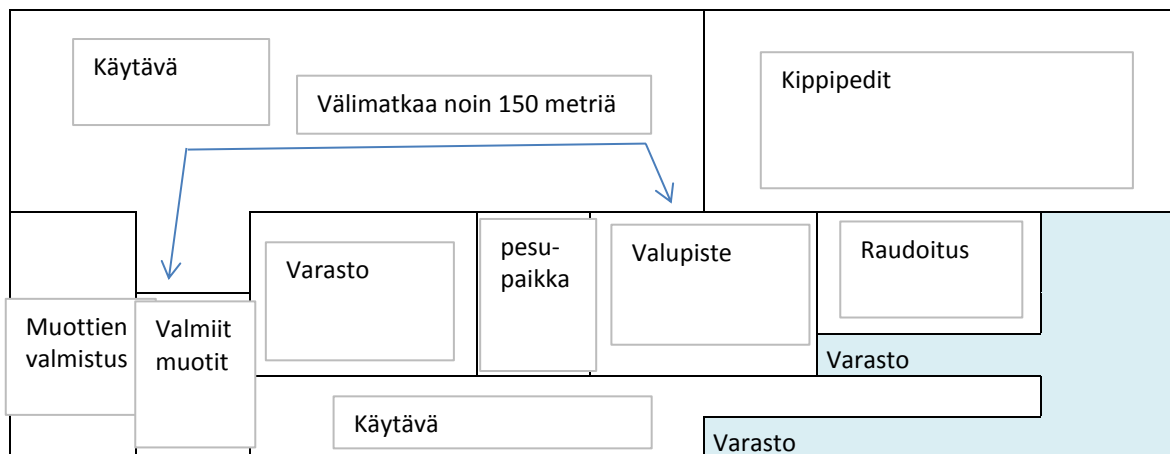 Käytävä
Välimatkaa noin 150 metriä
Kippipedit
Varasto
pesu-
paikka
Valupiste
Raudoitus
Muottien
valmistus
Valmiit
muotit
Varasto
Käytävä
Varasto